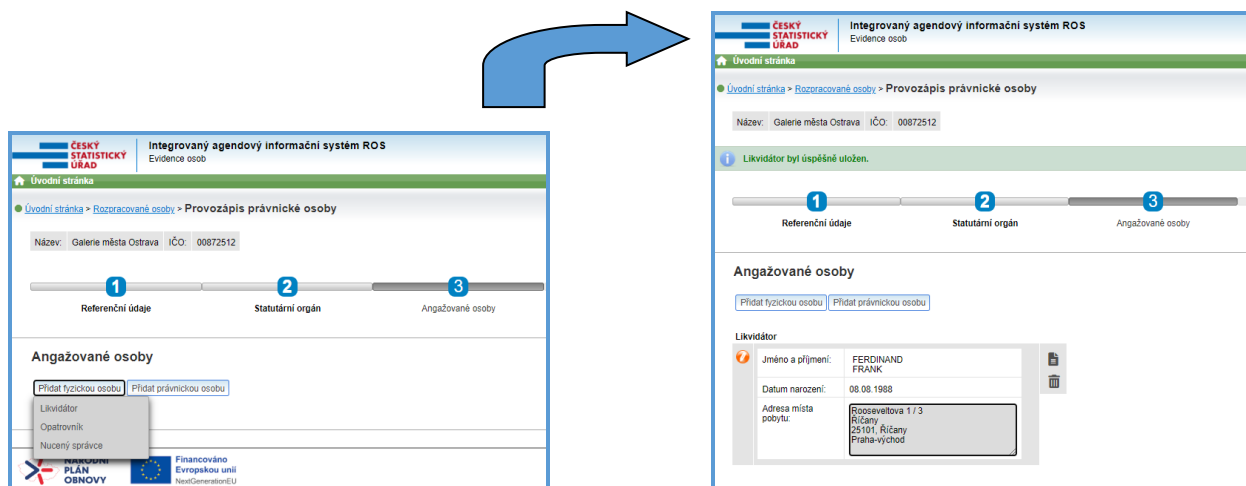 ČESKÝ
STATISTICKÝ
ÚŘAD
Integrovaný agendový informační systém ROS
Evidence osob
Úvodní stránka
Úvodní stránka > Rozpracované osoby > Provozápis právnické osoby
Název: Galerie města Ostrava IČO: 00872512
1 2 3
Referenční údaje Statutární orgán Angažované osoby
Angažované osoby
Přidat fyzickou osobu Přidat právnickou osobu
Likvidátor
Opatrovník
Nucený správce
NÁRODNÍ
PLÁN
OBNOVY
Financováno
Evropskou unií
NextGenerationEU
ČESKÝ
STATISTICKÝ
ÚŘAD
Integrovaný agendový informační systém ROS
Evidence osob
Úvodní stránka
Úvodní stránka > Rozpracované osoby > Provozápis právnické osoby
Název: Galerie města Ostrava IČO: 00872512
Likvidátor byl úspěšně uložen.
1 2 3
Referenční údaje Statutární orgán Angažované osoby
Angažované osoby
Přidat fyzickou osobu Přidat právnickou osobu
Likvidátor
Jméno a příjmení: FERDINAND
FRANK
Datum narození: 08.08.1988
Adresa místa
pobytu:
Rooseveltova 1 / 3
Říčany
25101, Říčany
Praha-východ